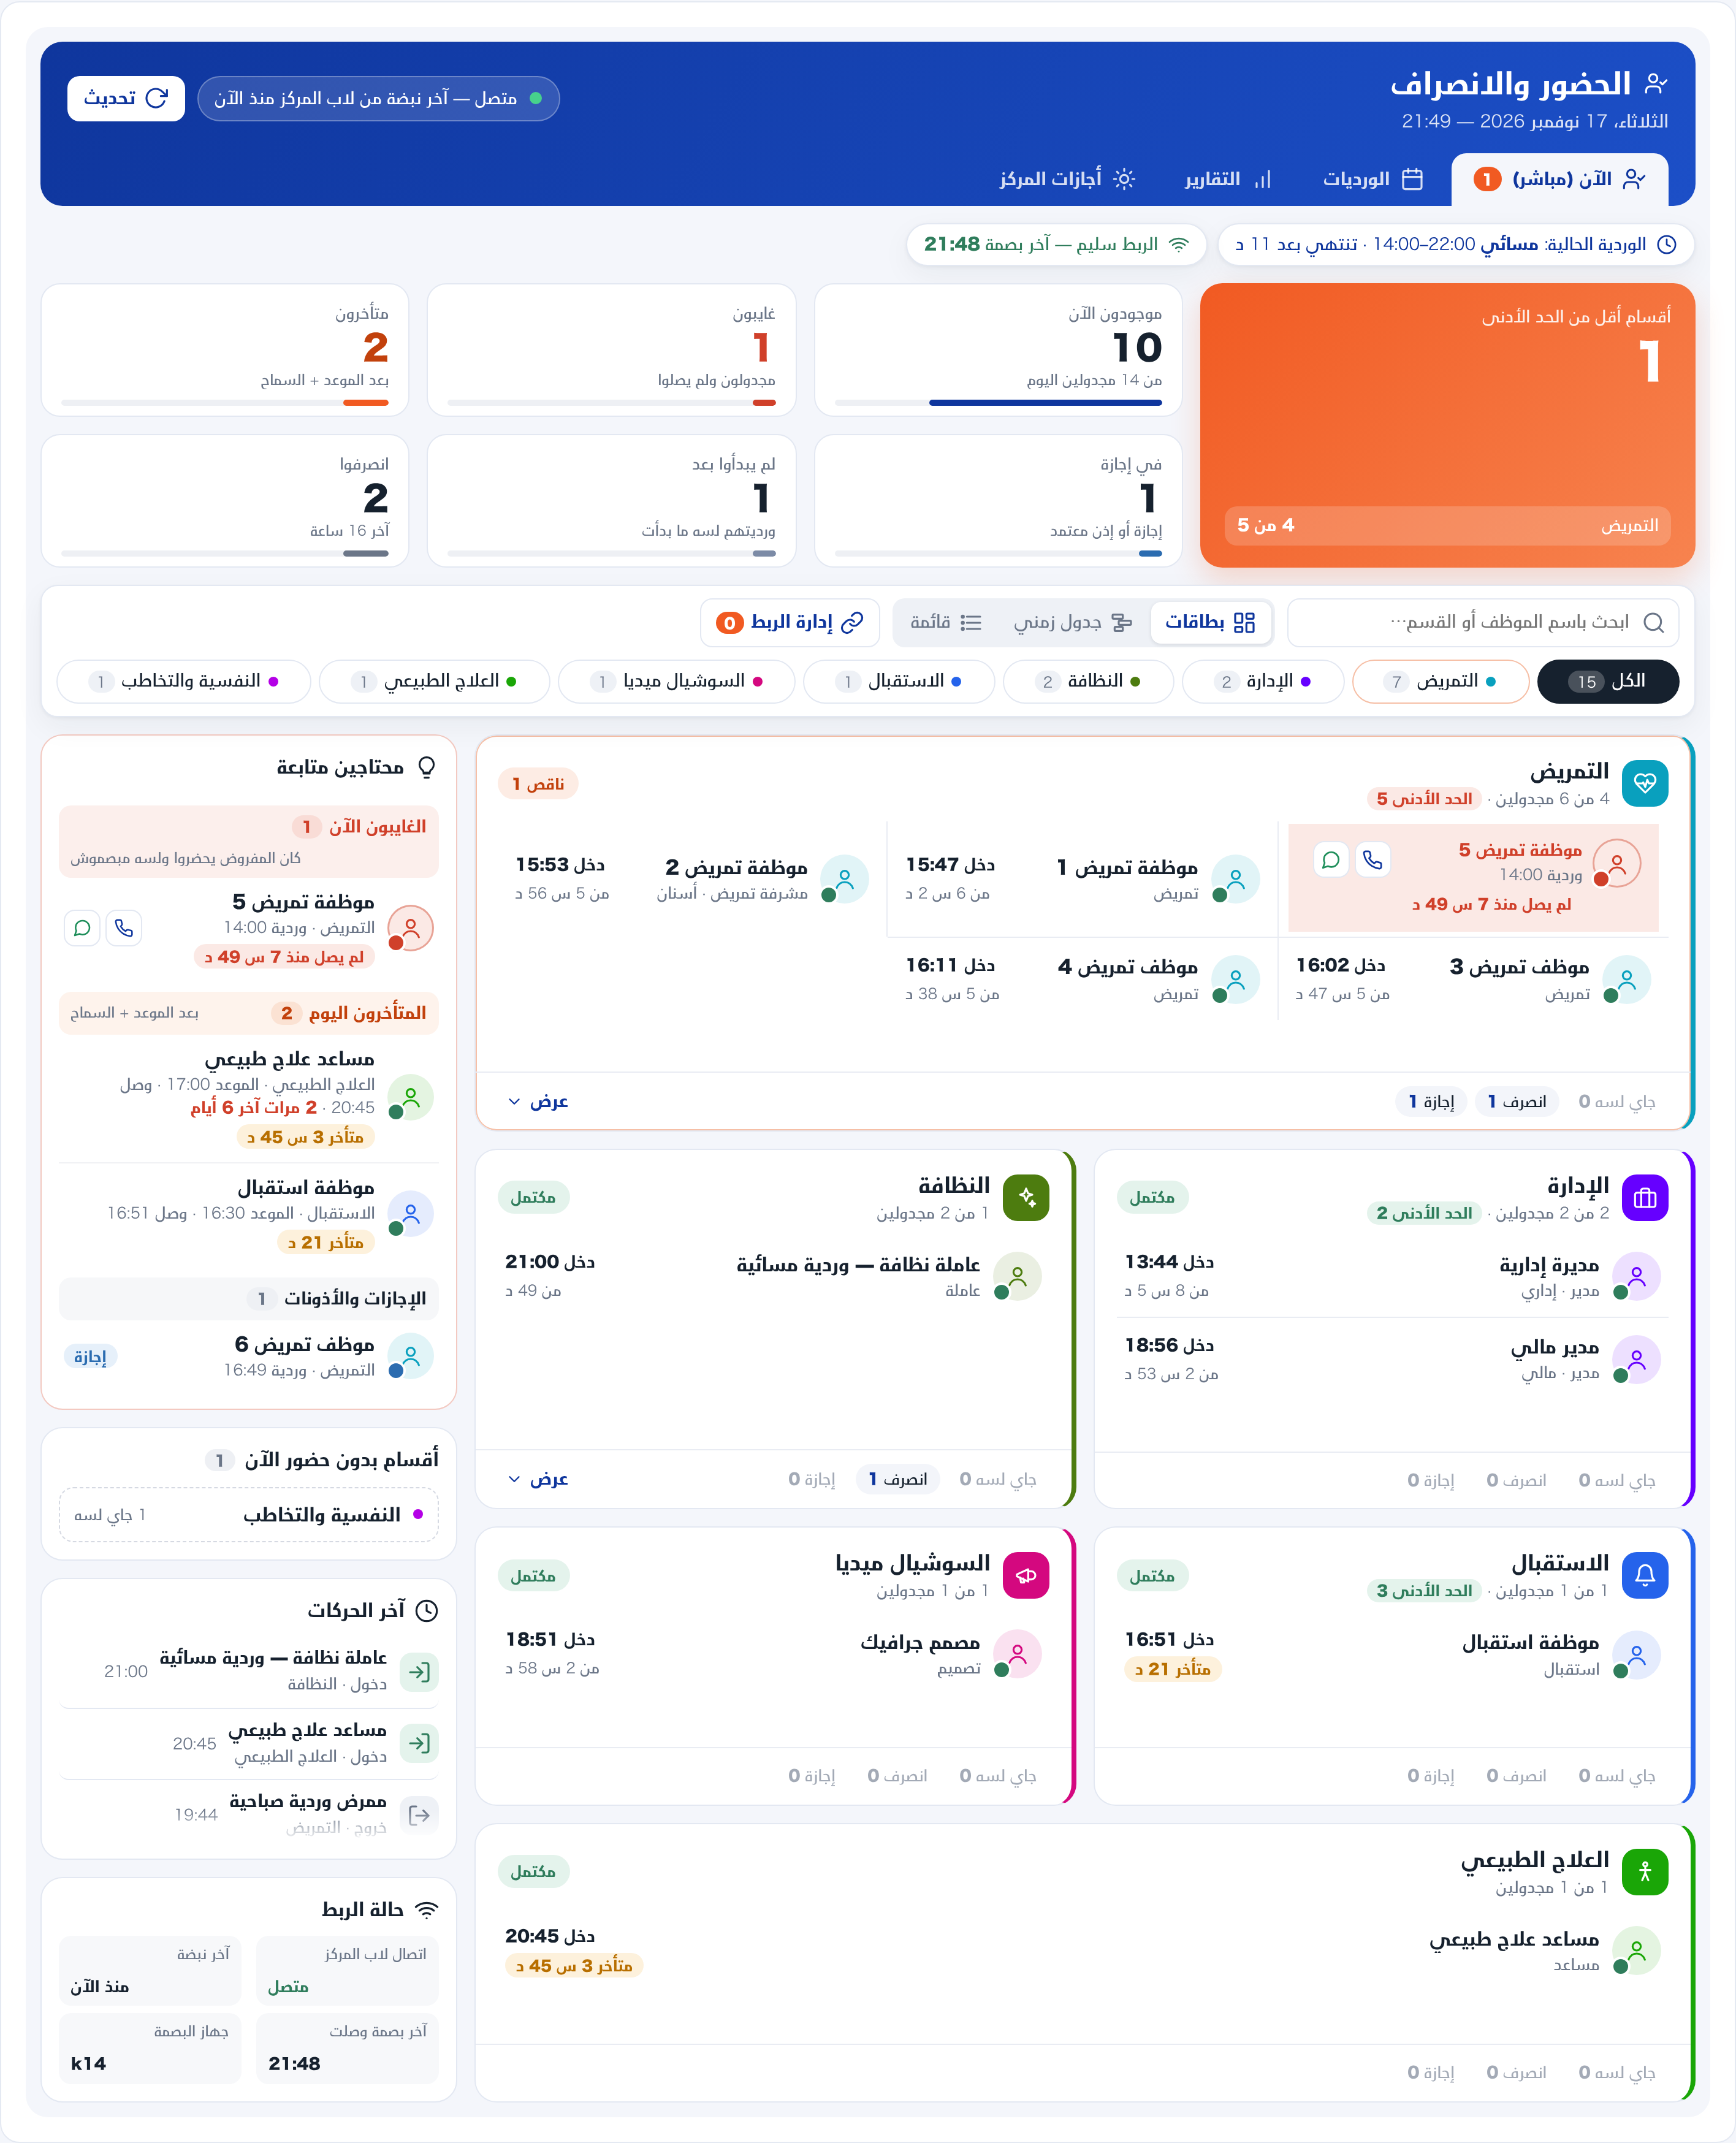 الحضور والانصراف
الثلاثاء، 17 نوفمبر 2026 — 21:49
متصل — آخر نبضة من لاب المركز منذ الآن
تحديث
الآن (مباشر) 1
الورديات
التقارير
أجازات المركز
الوردية الحالية: مسائي 14:00–22:00 · تنتهي بعد 11 د
الربط سليم — آخر بصمة 21:48
أقسام أقل من الحد الأدنى
1
التمريض 4 من 5
موجودون الآن
10
من 14 مجدولين اليوم
غايبون
1
مجدولون ولم يصلوا
متأخرون
2
بعد الموعد + السماح
في إجازة
1
إجازة أو إذن معتمد
لم يبدأوا بعد
1
ورديتهم لسه ما بدأت
انصرفوا
2
آخر 16 ساعة
ابحث باسم الموظف أو القسم...
بطاقات
جدول زمني
قائمة
إدارة الربط 0
الكل 15
التمريض 7
الإدارة 2
النظافة 2
الاستقبال 1
السوشيال ميديا 1
العلاج الطبيعي 1
النفسية والتخاطب 1
التمريض
4 من 6 مجدولين · الحد الأدنى 5
ناقص 1
موظفة تمريض 5
وردية 14:00
لم يصل منذ 7 س 49 د
موظفة تمريض 1
تمريض
دخل 15:47
من 6 س 2 د
موظفة تمريض 2
مشرفة تمريض · أسنان
دخل 15:53
من 5 س 56 د
موظف تمريض 3
تمريض
دخل 16:02
من 5 س 47 د
موظف تمريض 4
تمريض
دخل 16:11
من 5 س 38 د
جاي لسه 0
انصرف 1
إجازة 1
عرض
الإدارة
2 من 2 مجدولين · الحد الأدنى 2
مكتمل
مديرة إدارية
مدير · إداري
دخل 13:44
من 8 س 5 د
مدير مالي
مدير · مالي
دخل 18:56
من 2 س 53 د
جاي لسه 0
انصرف 0
إجازة 0
النظافة
1 من 2 مجدولين
مكتمل
عاملة نظافة — وردية مسائية
عاملة
دخل 21:00
من 49 د
جاي لسه 0
انصرف 1
إجازة 0
عرض
الاستقبال
1 من 1 مجدولين · الحد الأدنى 3
مكتمل
موظفة استقبال
استقبال
دخل 16:51
متأخر 21 د
جاي لسه 0
انصرف 0
إجازة 0
السوشيال ميديا
1 من 1 مجدولين
مكتمل
مصمم جرافيك
تصميم
دخل 18:51
من 2 س 58 د
جاي لسه 0
انصرف 0
إجازة 0
العلاج الطبيعي
1 من 1 مجدولين
مكتمل
مساعد علاج طبيعي
مساعد
دخل 20:45
متأخر 3 س 45 د
جاي لسه 0
انصرف 0
إجازة 0
محتاجين متابعة
الغايبون الآن 1
كان المفروض يحضروا ولسه مبصموش
موظفة تمريض 5
التمريض · وردية 14:00
لم يصل منذ 7 س 49 د
المتأخرون اليوم 2
بعد الموعد + السماح
مساعد علاج طبيعي
العلاج الطبيعي · الموعد 17:00 · وصل
20:45 · 2 مرات آخر 6 أيام
متأخر 3 س 45 د
موظفة استقبال
الاستقبال · الموعد 16:30 · وصل 16:51
متأخر 21 د
الإجازات والأذونات 1
موظف تمريض 6
التمريض · وردية 16:49
إجازة
أقسام بدون حضور الآن 1
النفسية والتخاطب
1 جاي لسه
آخر الحركات
عاملة نظافة — وردية مسائية
دخول · النظافة
21:00
مساعد علاج طبيعي
دخول · العلاج الطبيعي
20:45
ممرض وردية صباحية
خروج · التمريض
19:44
حالة الربط
اتصال لاب المركز
متصل
آخر نبضة
منذ الآن
آخر بصمة وصلت
21:48
جهاز البصمة
k14